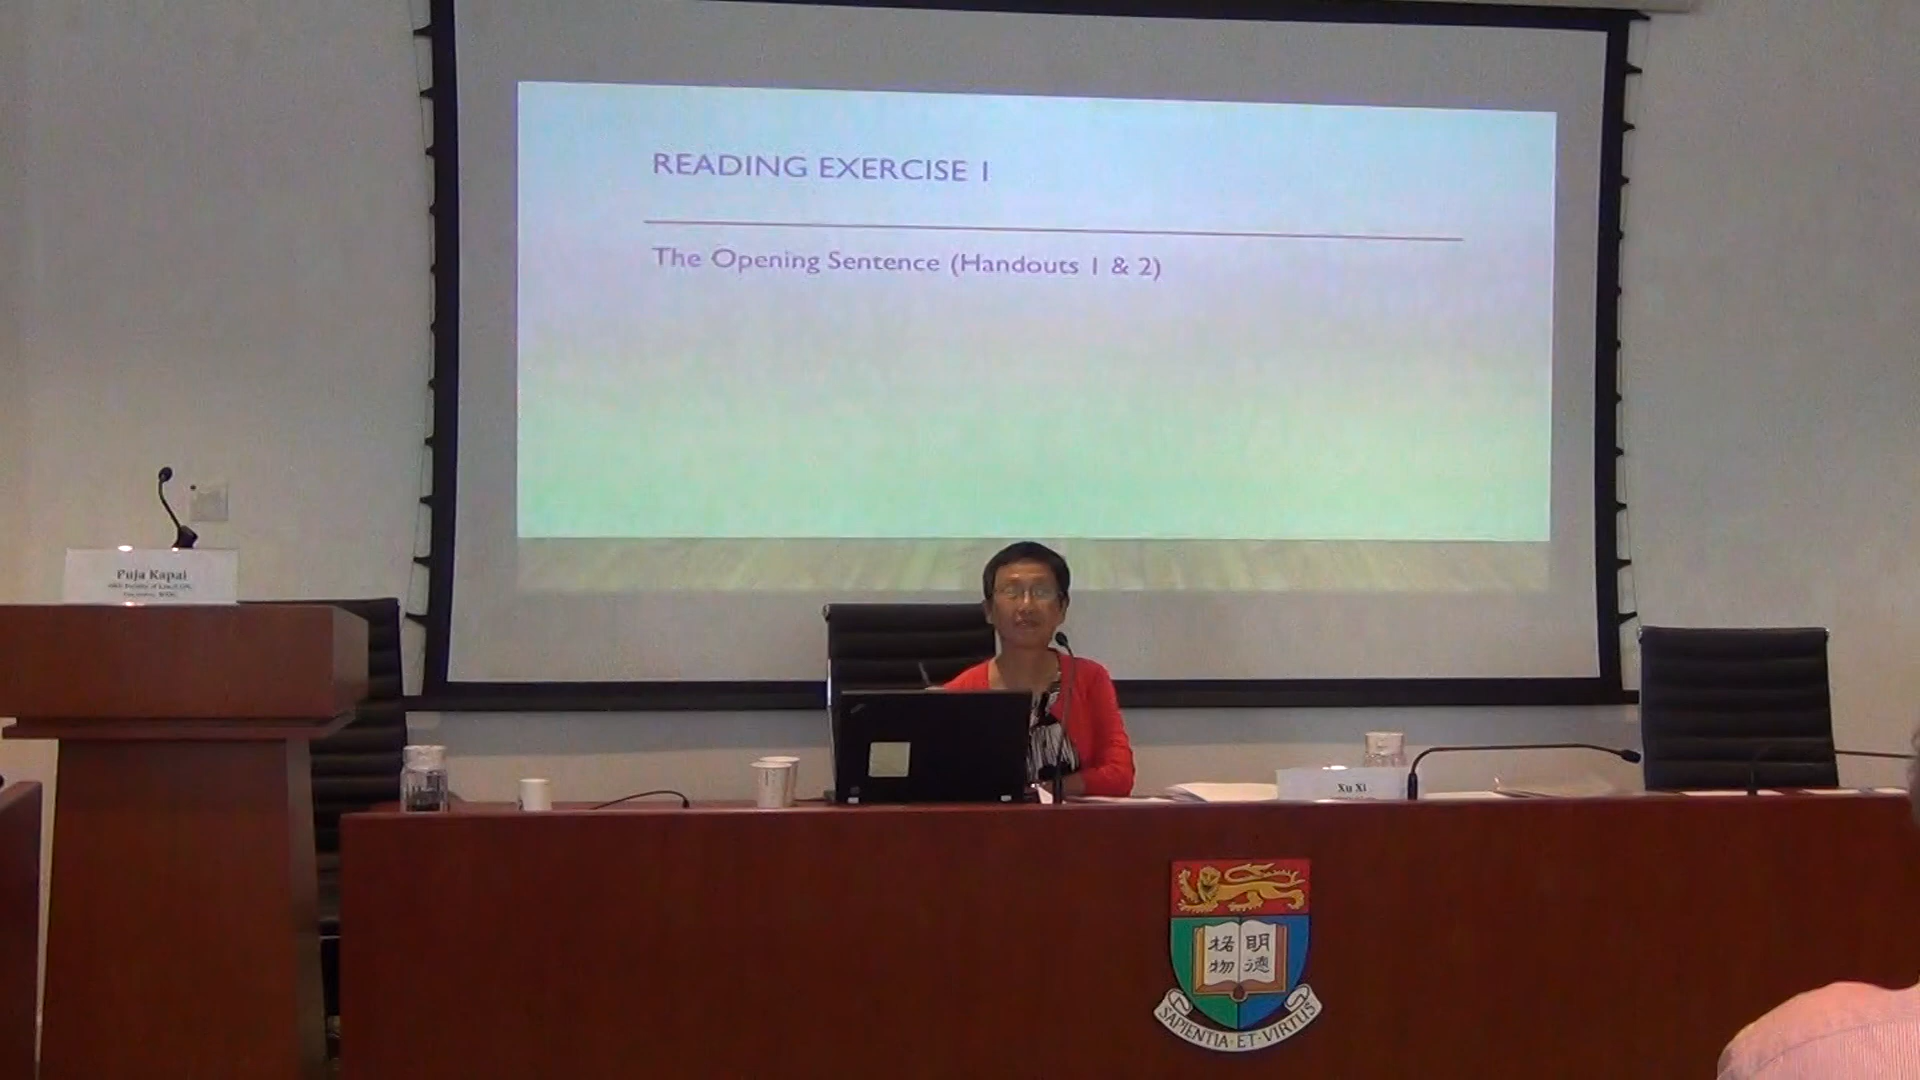 READING EXERCISE 1
The Opening Sentence (Handouts 1 & 2)
Puja Kapai
Xu Xi
明德
格物
SAPIENTIA·ET·VIRTUS